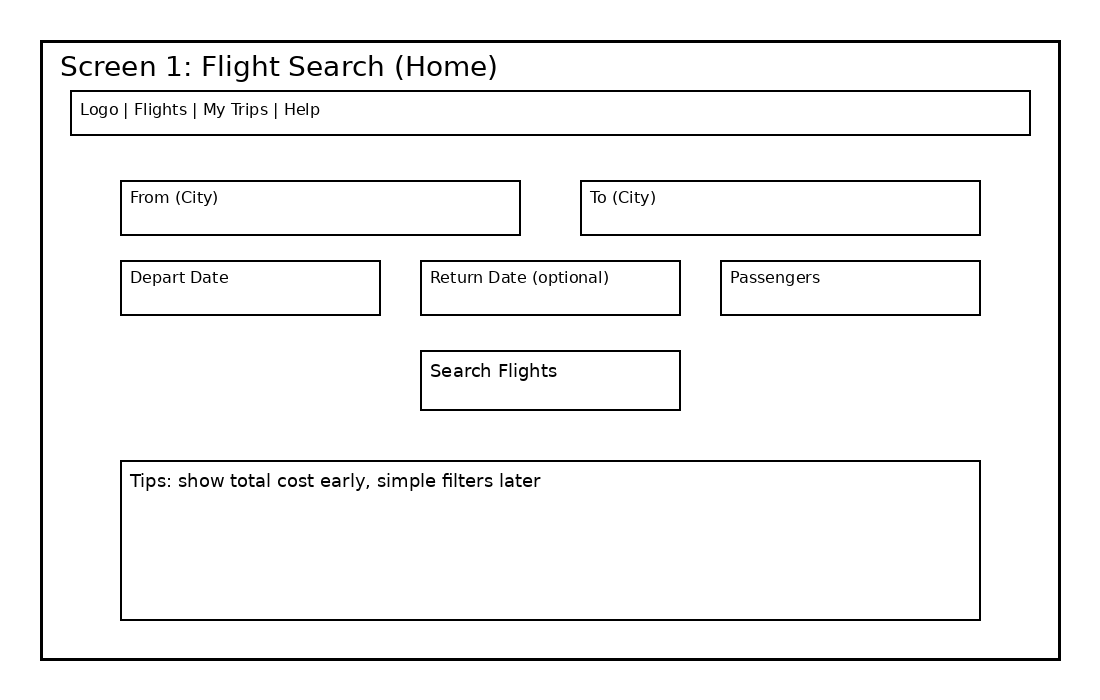 Screen 1: Flight Search (Home)
Logo | Flights | My Trips | Help
From (City)
To (City)
Depart Date
Return Date (optional)
Passengers
Search Flights
Tips: show total cost early, simple filters later